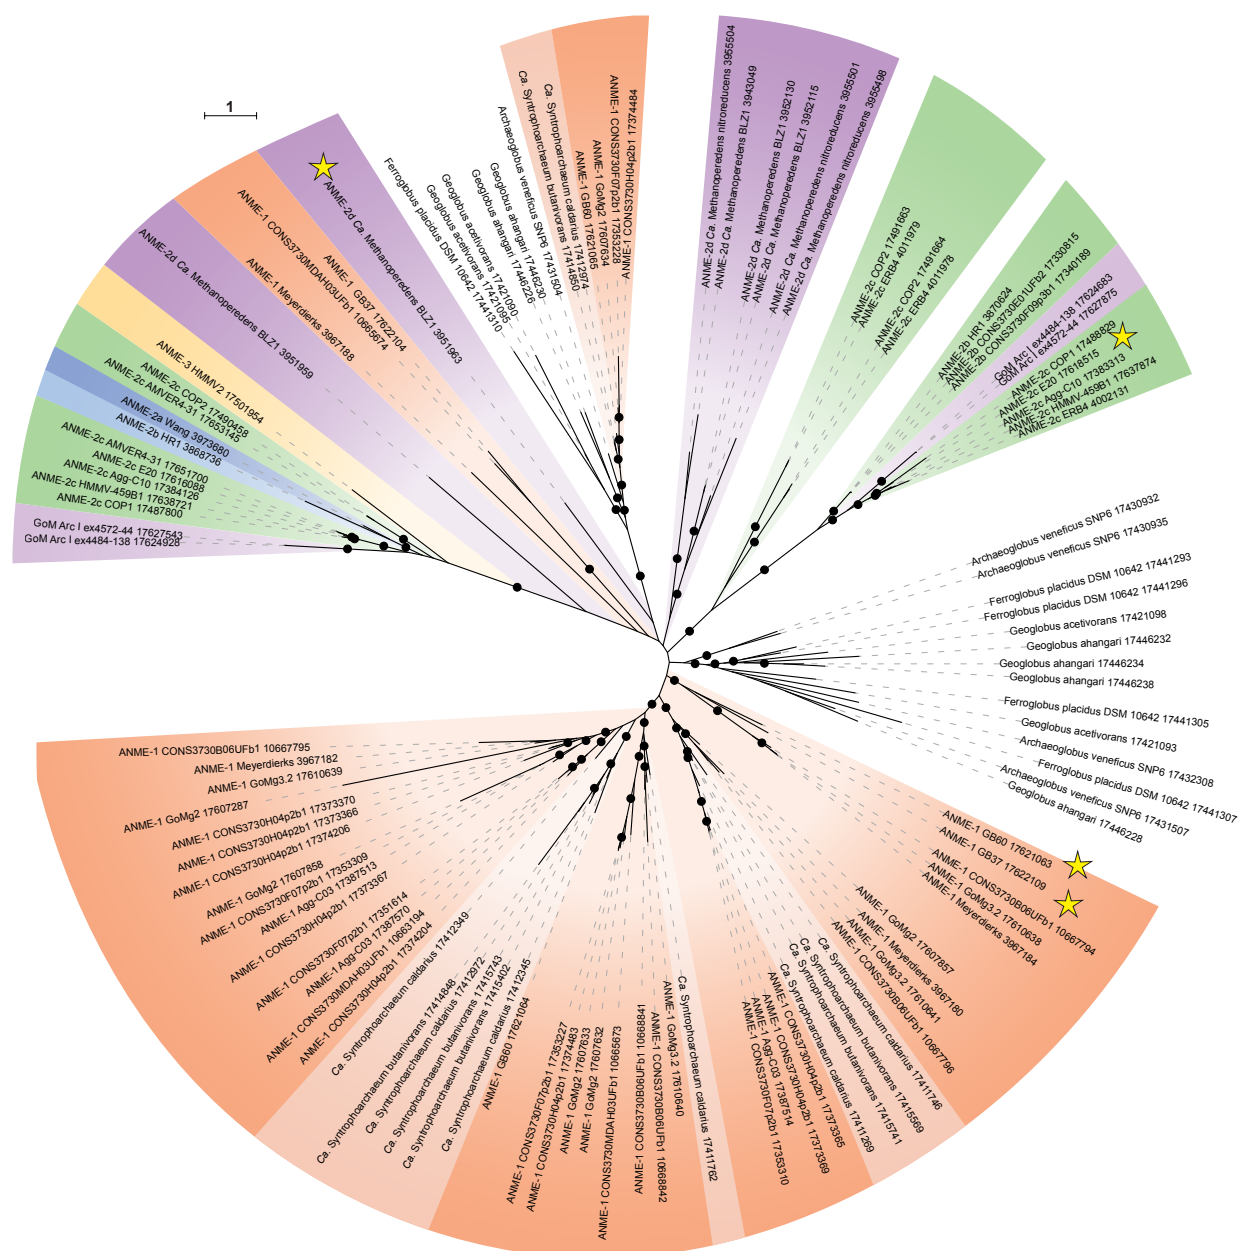 1
Ca. Syntrophoarchaeum butanivorans 17414850
Ca. Syntrophoarchaeum caldarius 17412974
ANME-1 GB60 17621065
ANME-1 GoMg2 17607634
ANME-1 CONS3730F07p2b1 17353228
ANME-1 CONS3730H04p2b1 17374484
ANME-2d Ca. Methanoperedens nitroreducens 3955504
ANME-2d Ca. Methanoperedens BLZ1 3943049
ANME-2d Ca. Methanoperedens BLZ1 3952130
ANME-2d Ca. Methanoperedens BLZ1 3952115
ANME-2d Ca. Methanoperedens nitroreducens 3955501
ANME-2d Ca. Methanoperedens nitroreducens 3955498
ANME-2c COP2 17491663
ANME-2c ERB4 4011979
ANME-2c COP2 17491664
ANME-2c ERB4 4011978
ANME-2b HR1 3870624
ANME-2b CONS3730E01UFb2 17390815
ANME-2b CONS3730F09p3b1 17340189
GoM Arc I ex4484-138 17624683
GoM Arc I ex4572-44 17627875
ANME-2c COP1 17488829
ANME-2c E20 17618515
ANME-2c Agg-C10 17383313
ANME-2c HMMV-459B1 17637874
ANME-2c ERB4 4002131
Archaeoglobus veneficus SNP6 17430932
Archaeoglobus veneficus SNP6 17430935
Ferroglobus placidus DSM 10642 17441293
Ferroglobus placidus DSM 10642 17441296
Geoglobus acetivorans 17421098
Geoglobus ahangari 17446232
Geoglobus ahangari 17446234
Geoglobus ahangari 17446238
Ferroglobus placidus DSM 10642 17441305
Geoglobus acetivorans 17421093
Archaeoglobus veneficus SNP6 17432308
Ferroglobus placidus DSM 10642 17441307
Archaeoglobus veneficus SNP6 17431507
Geoglobus ahangari 17446228
ANME-1 GB60 17621063
ANME-1 GB37 17622109
ANME-1 CONS3730B06UFb1 10667794
ANME-1 GoMg3.2 17610638
ANME-1 Meyerdierks 3967184
ANME-1 GoMg2 17607857
ANME-1 Meyerdierks 3967180
ANME-1 GoMg3.2 17610641
ANME-1 CONS3730B06UFb1 10667796
Ca. Syntrophoarchaeum caldarius 17411746
Ca. Syntrophoarchaeum butanivorans 17415569
Ca. Syntrophoarchaeum butanivorans 17415741
Ca. Syntrophoarchaeum caldarius 17411269
ANME-1 CONS3730H04p2b1 17373365
ANME-1 CONS3730H04p2b1 17373369
ANME-1 Agg-C03 17387514
ANME-1 CONS3730F07p2b1 17353310
Ca. Syntrophoarchaeum caldarius 17411762
ANME-1 GoMg3.2 17610640
ANME-1 CONS3730B06UFb1 10668842
ANME-1 CONS3730B06UFb1 10668841
ANME-1 CONS3730MDAH03UFb1 10665673
ANME-1 GoMg2 17607632
ANME-1 GoMg2 17607633
ANME-1 CONS3730H04p2b1 17374483
ANME-1 CONS3730F07p2b1 17353227
ANME-1 GB60 17621064
Ca. Syntrophoarchaeum caldarius 17412345
Ca. Syntrophoarchaeum butanivorans 17415402
Ca. Syntrophoarchaeum butanivorans 17415743
Ca. Syntrophoarchaeum caldarius 17412972
Ca. Syntrophoarchaeum butanivorans 17414848
Ca. Syntrophoarchaeum caldarius 17412349
ANME-1 CONS3730H04p2b1 17374204
ANME-1 CONS3730MDAH03UFb1 10663194
ANME-1 Agg-C03 17387570
ANME-1 CONS3730F07p2b1 17351614
ANME-1 CONS3730H04p2b1 17373367
ANME-1 Agg-C03 17387513
ANME-1 CONS3730F07p2b1 17353309
ANME-1 GoMg2 17607858
ANME-1 CONS3730H04p2b1 17374206
ANME-1 CONS3730H04p2b1 17373366
ANME-1 CONS3730H04p2b1 17373370
ANME-1 GoMg2 17607287
ANME-1 GoMg3.2 17610639
ANME-1 Meyerdierks 3967182
ANME-1 CONS3730B06UFb1 10667795
GoM Arc I ex4484-138 17624928
GoM Arc I ex4572-44 17627543
ANME-2c COP1 17487800
ANME-2c HMMV-459B1 17638721
ANME-2c Agg-C10 17384126
ANME-2c E20 17616088
ANME-2c AMVER4-31 17651700
ANME-2b HR1 3868736
ANME-2a Wang 3973680
ANME-2c AMVER4-31 17653145
ANME-2c COP2 17490458
ANME-3 HMMV2 17501954
ANME-2d Ca. Methanoperedens BLZ1 3951959
ANME-1 Meyerdierks 3967188
ANME-1 CONS3730MDAH03UFb1 10665674
ANME-1 GB37 17622104
ANME-2d Ca. Methanoperedens BLZ1 3951963
Ferroglobus placidus DSM 10642 17441310
Geoglobus acetivorans 17421095
Geoglobus acetivorans 17421090
Geoglobus ahangari 17446226
Geoglobus ahangari 17446230
Archaeoglobus veneficus SNP6 17431504